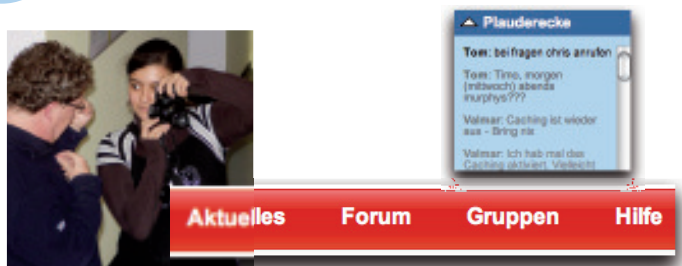 Plauderecke
Tom: bei fragen chris anrufen
Tom: Timo, morgen
(mittwoch) abends
murphys???
Valmar: Caching ist wieder
aus - Bring nix
Valmar: Ich hab mal das
Caching aktiviert. Vielleicht
Aktuelles Forum Gruppen Hilfe